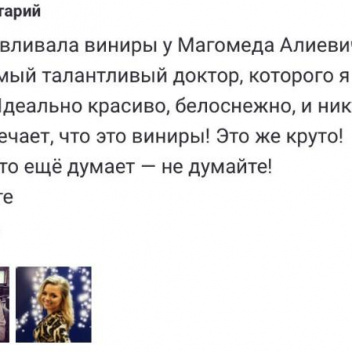 тарий
вливала виниры у Магомеда Алиеви
мый талантливый доктор, которого я
деально красиво, белоснежно, и ник
ечает, что это виниры! Это же круто!
то ещё думает — не думайте!
те